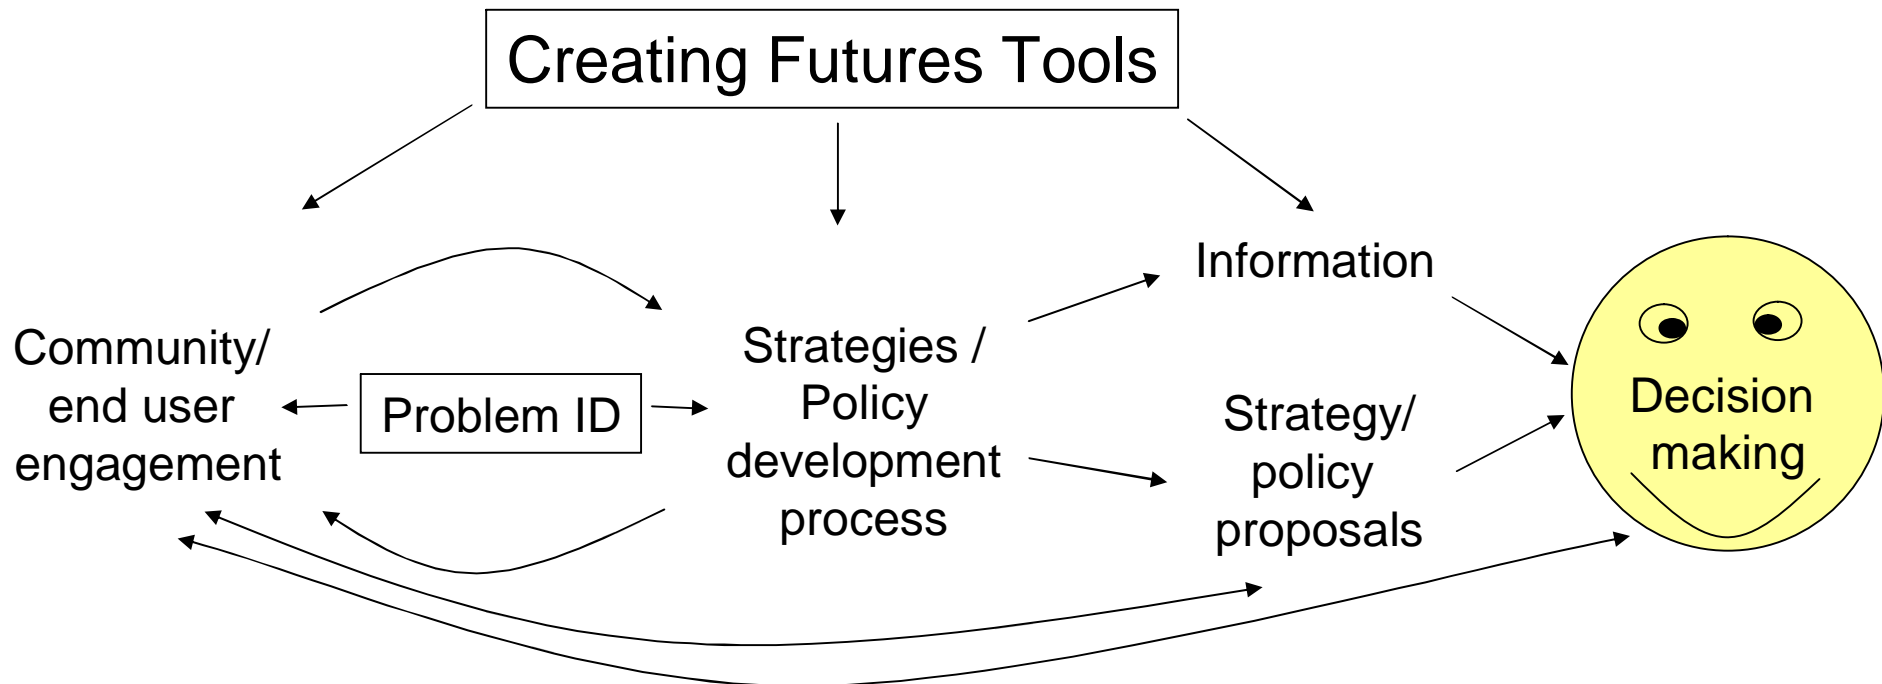 Creating Futures Tools
Information
Community/
end user
engagement
Problem ID
Strategies /
Policy
development
process
Strategy/
policy
proposals
Decision
making